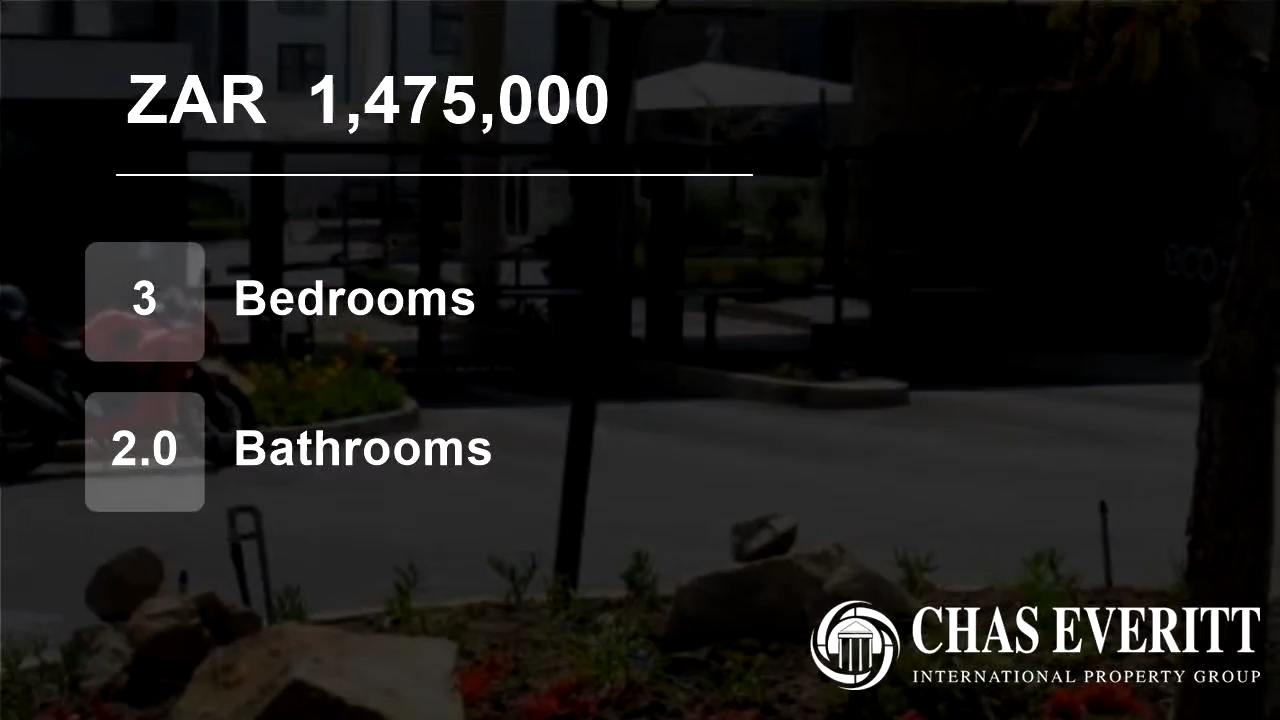 ZAR 1,475,000
3 Bedrooms
2.0 Bathrooms
CHAS EVERITT
INTERNATIONAL PROPERTY GROUP